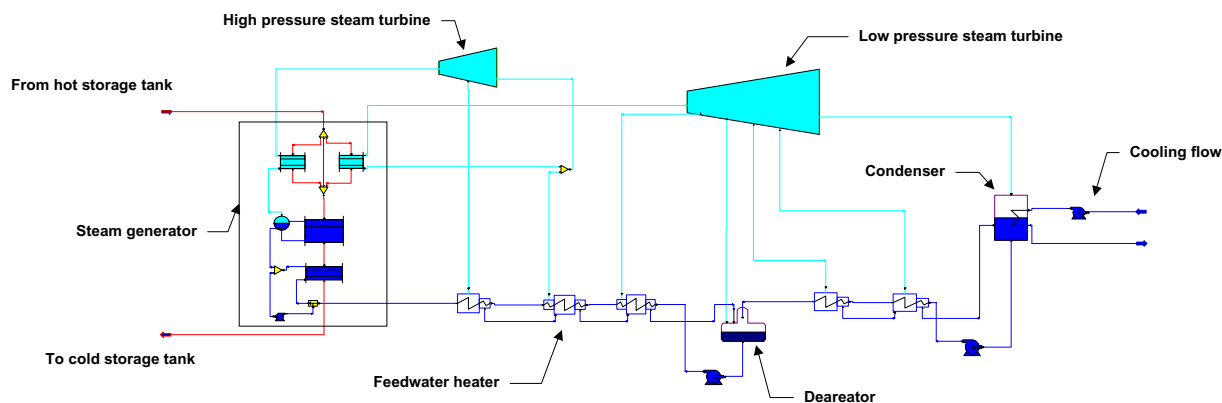 High pressure steam turbine
Low pressure steam turbine
From hot storage tank
Cooling flow
Condenser
Steam generator
To cold storage tank
Feedwater heater
Deareator